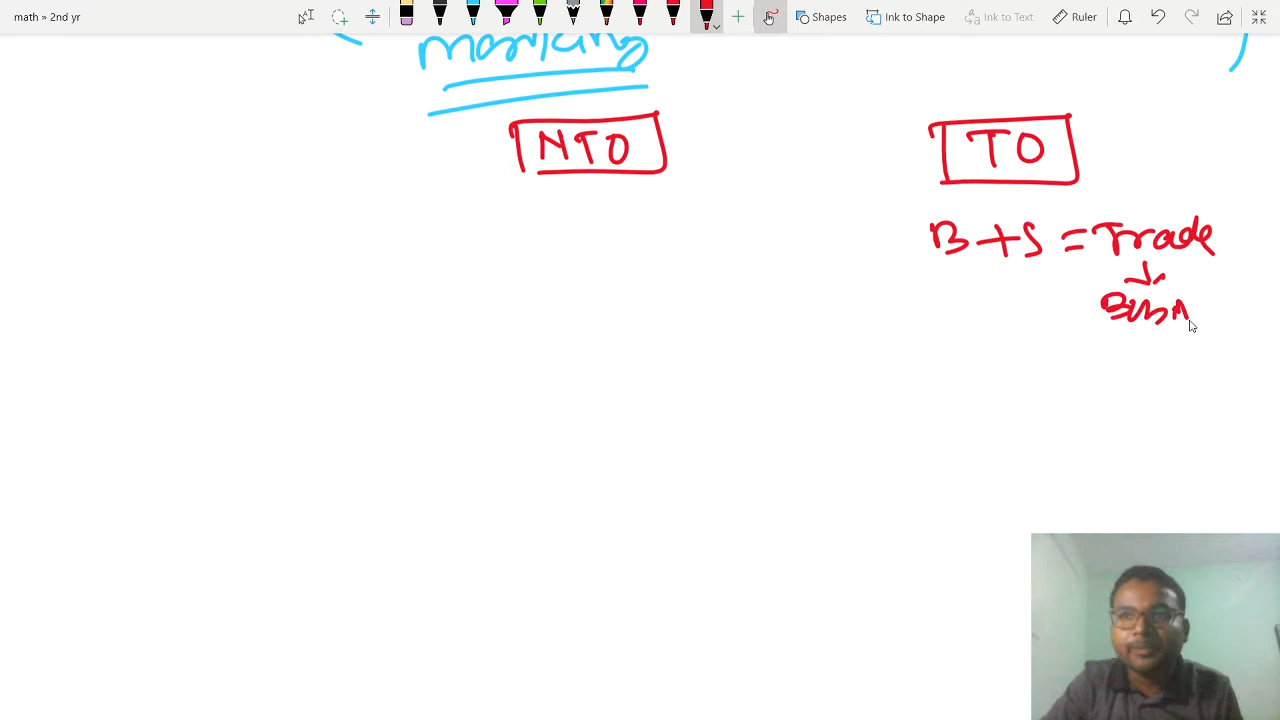 math » 2nd yr
Shapes
Ink to Shape
Ink to Text
Ruler
NTO
TO
B + S = Trade